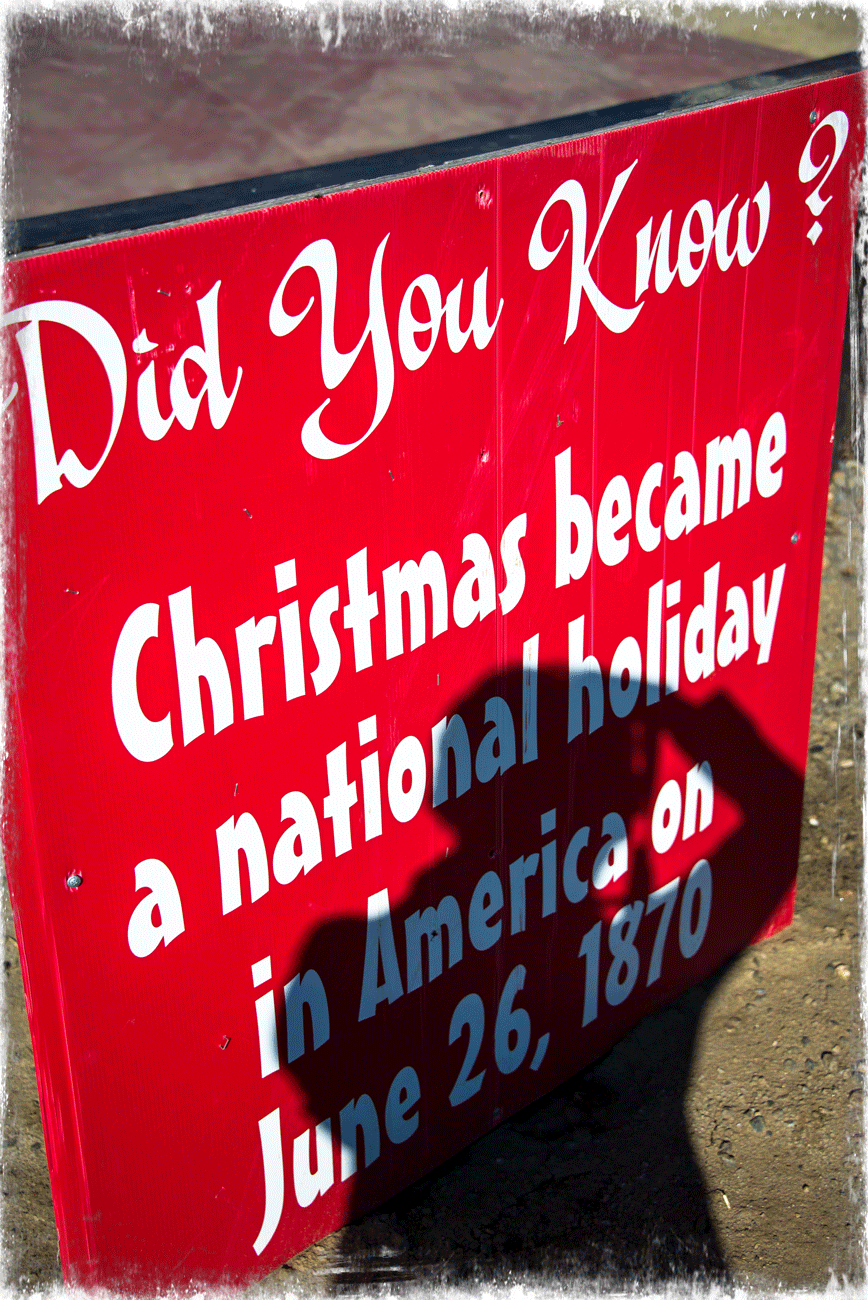 Did You Know?
Christmas became
a national holiday
in America on
June 26, 1870